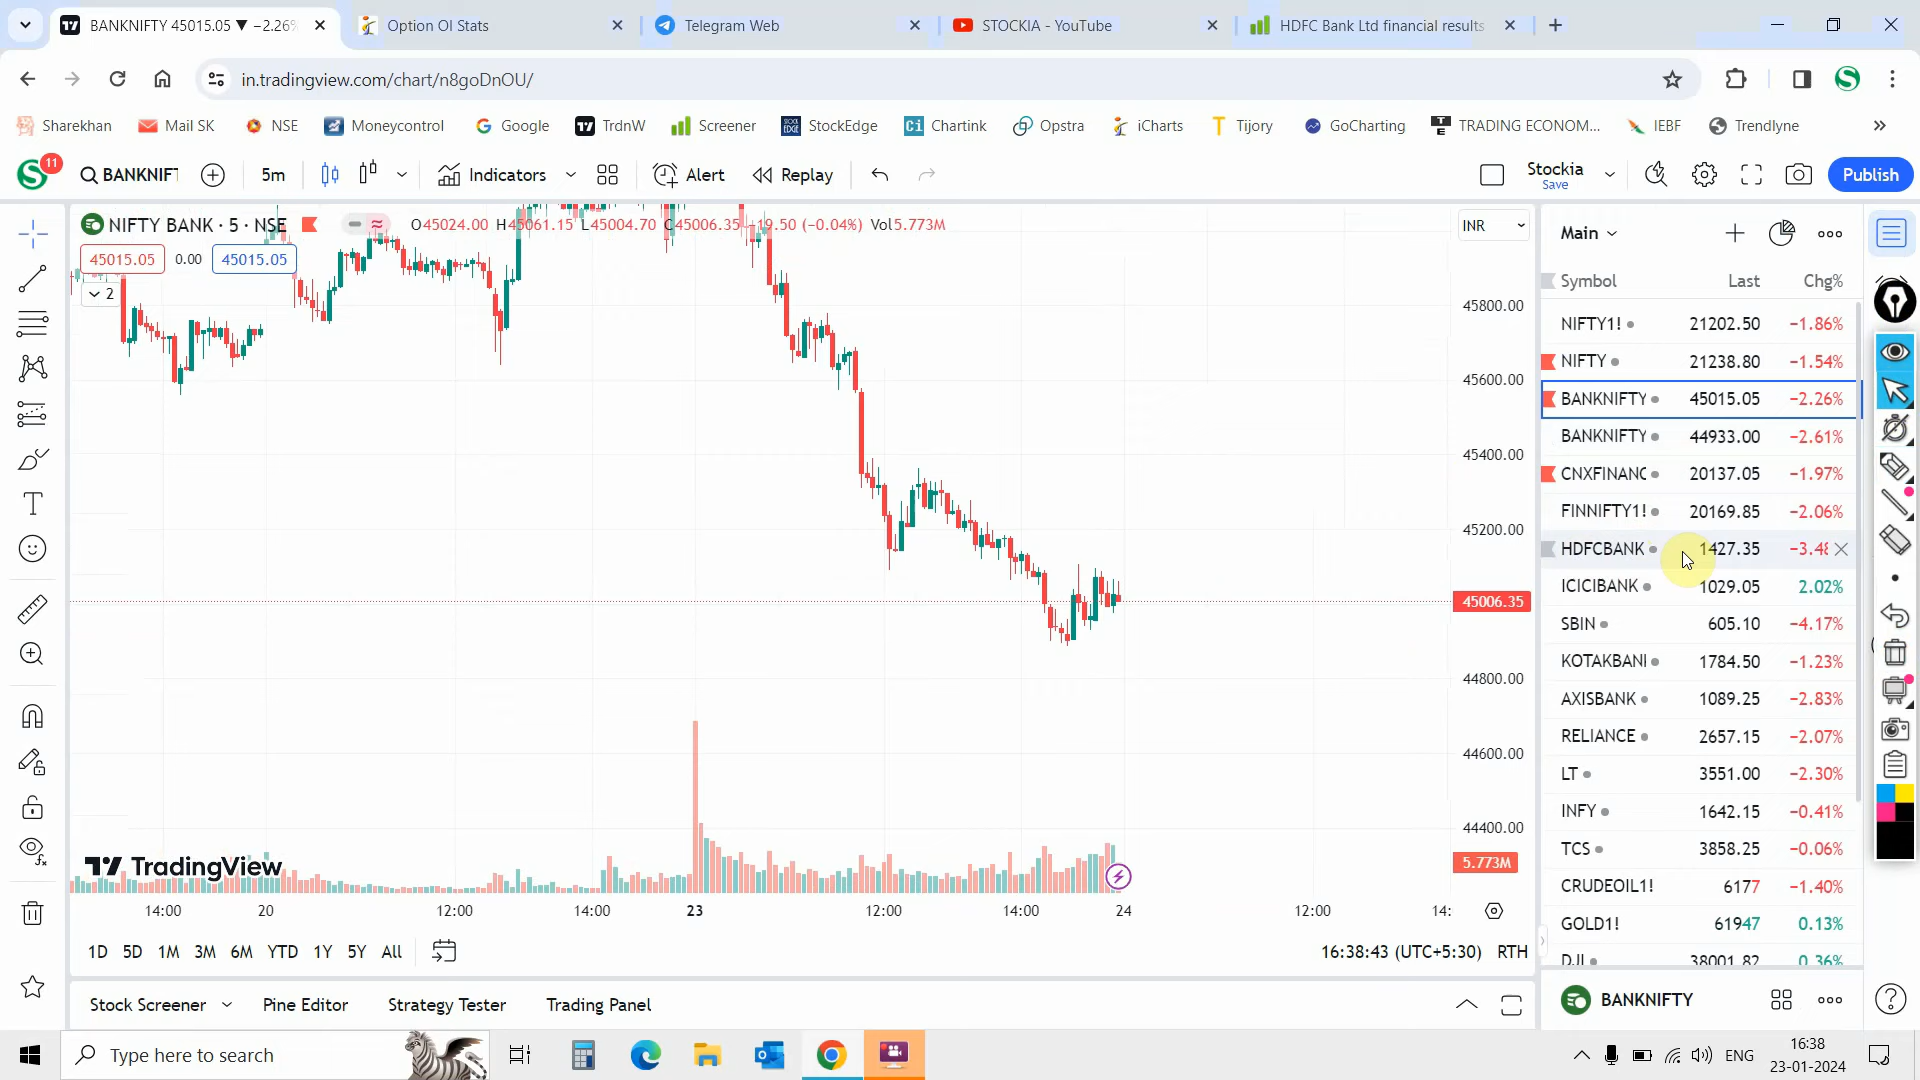 BANKNIFTY 45015.05 ▼ −2.26%
Option OI Stats
Telegram Web
STOCKIA - YouTube
HDFC Bank Ltd financial results
in.tradingview.com/chart/n8goDnOU/
Sharekhan
Mail SK
NSE
Moneycontrol
Google
TrdnW
Screener
StockEdge
Chartink
Opstra
iCharts
Tijory
GoCharting
TRADING ECONOM...
IEBF
Trendlyne
»
11
BANKNIFT
5m
Indicators
Alert
Replay
Stockia
Save
Publish
NIFTY BANK · 5 · NSE
O45024.00 H45061.15 L45004.70 C45006.35 −19.50 (−0.04%) Vol5.773M
45015.05 0.00 45015.05
2
INR
45800.00
45600.00
45400.00
45200.00
45006.35
44800.00
44600.00
44400.00
5.773M
TradingView
14:00 20 12:00 14:00 23 12:00 14:00 24 12:00 14:
1D 5D 1M 3M 6M YTD 1Y 5Y All
16:38:43 (UTC+5:30) RTH
Stock Screener
Pine Editor
Strategy Tester
Trading Panel
Main
Symbol Last Chg%
NIFTY1! 21202.50 −1.86%
NIFTY 21238.80 −1.54%
BANKNIFTY 45015.05 −2.26%
BANKNIFTY 44933.00 −2.61%
CNXFINANC 20137.05 −1.97%
FINNIFTY1! 20169.85 −2.06%
HDFCBANK 1427.35 −3.48
ICICIBANK 1029.05 2.02%
SBIN 605.10 −4.17%
KOTAKBANI 1784.50 −1.23%
AXISBANK 1089.25 −2.83%
RELIANCE 2657.15 −2.07%
LT 3551.00 −2.30%
INFY 1642.15 −0.41%
TCS 3858.25 −0.06%
CRUDEOIL1! 6177 −1.40%
GOLD1! 61947 0.13%
DJI 38001.82 0.36%
BANKNIFTY
Type here to search
ENG
16:38
23-01-2024